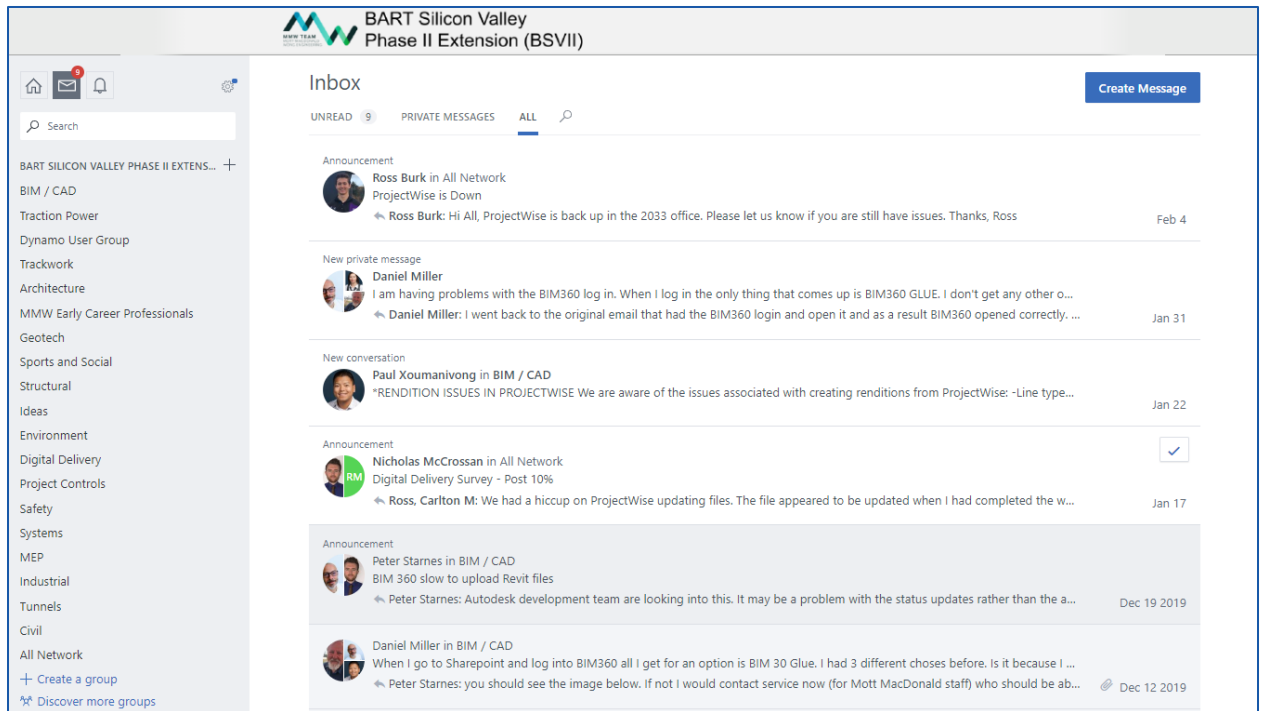 MMW TEAM
BART Silicon Valley
Phase II Extension (BSVII)
9
Search
BART SILICON VALLEY PHASE II EXTENS...
BIM / CAD
Traction Power
Dynamo User Group
Trackwork
Architecture
MMW Early Career Professionals
Geotech
Sports and Social
Structural
Ideas
Environment
Digital Delivery
Project Controls
Safety
Systems
MEP
Industrial
Tunnels
Civil
All Network
Create a group
Discover more groups
Inbox
Create Message
UNREAD 9 PRIVATE MESSAGES ALL
Announcement
Ross Burk in All Network
ProjectWise is Down
Ross Burk: Hi All, ProjectWise is back up in the 2033 office. Please let us know if you are still have issues. Thanks, Ross
Feb 4
New private message
Daniel Miller
I am having problems with the BIM360 log in. When I log in the only thing that comes up is BIM360 GLUE. I don't get any other o...
Daniel Miller: I went back to the original email that had the BIM360 login and open it and as a result BIM360 opened correctly. ...
Jan 31
New conversation
Paul Xoumanivong in BIM / CAD
*RENDITION ISSUES IN PROJECTWISE We are aware of the issues associated with creating renditions from ProjectWise: -Line type...
Jan 22
Announcement
Nicholas McCrossan in All Network
RM
Digital Delivery Survey - Post 10%
Ross, Carlton M: We had a hiccup on ProjectWise updating files. The file appeared to be updated when I had completed the w...
Jan 17
Announcement
Peter Starnes in BIM / CAD
BIM 360 slow to upload Revit files
Peter Starnes: Autodesk development team are looking into this. It may be a problem with the status updates rather than the a...
Dec 19 2019
Daniel Miller in BIM / CAD
When I go to Sharepoint and log into BIM360 all I get for an option is BIM 30 Glue. I had 3 different choses before. Is it because I ...
Peter Starnes: you should see the image below. If not I would contact service now (for Mott MacDonald staff) who should be ab...
Dec 12 2019